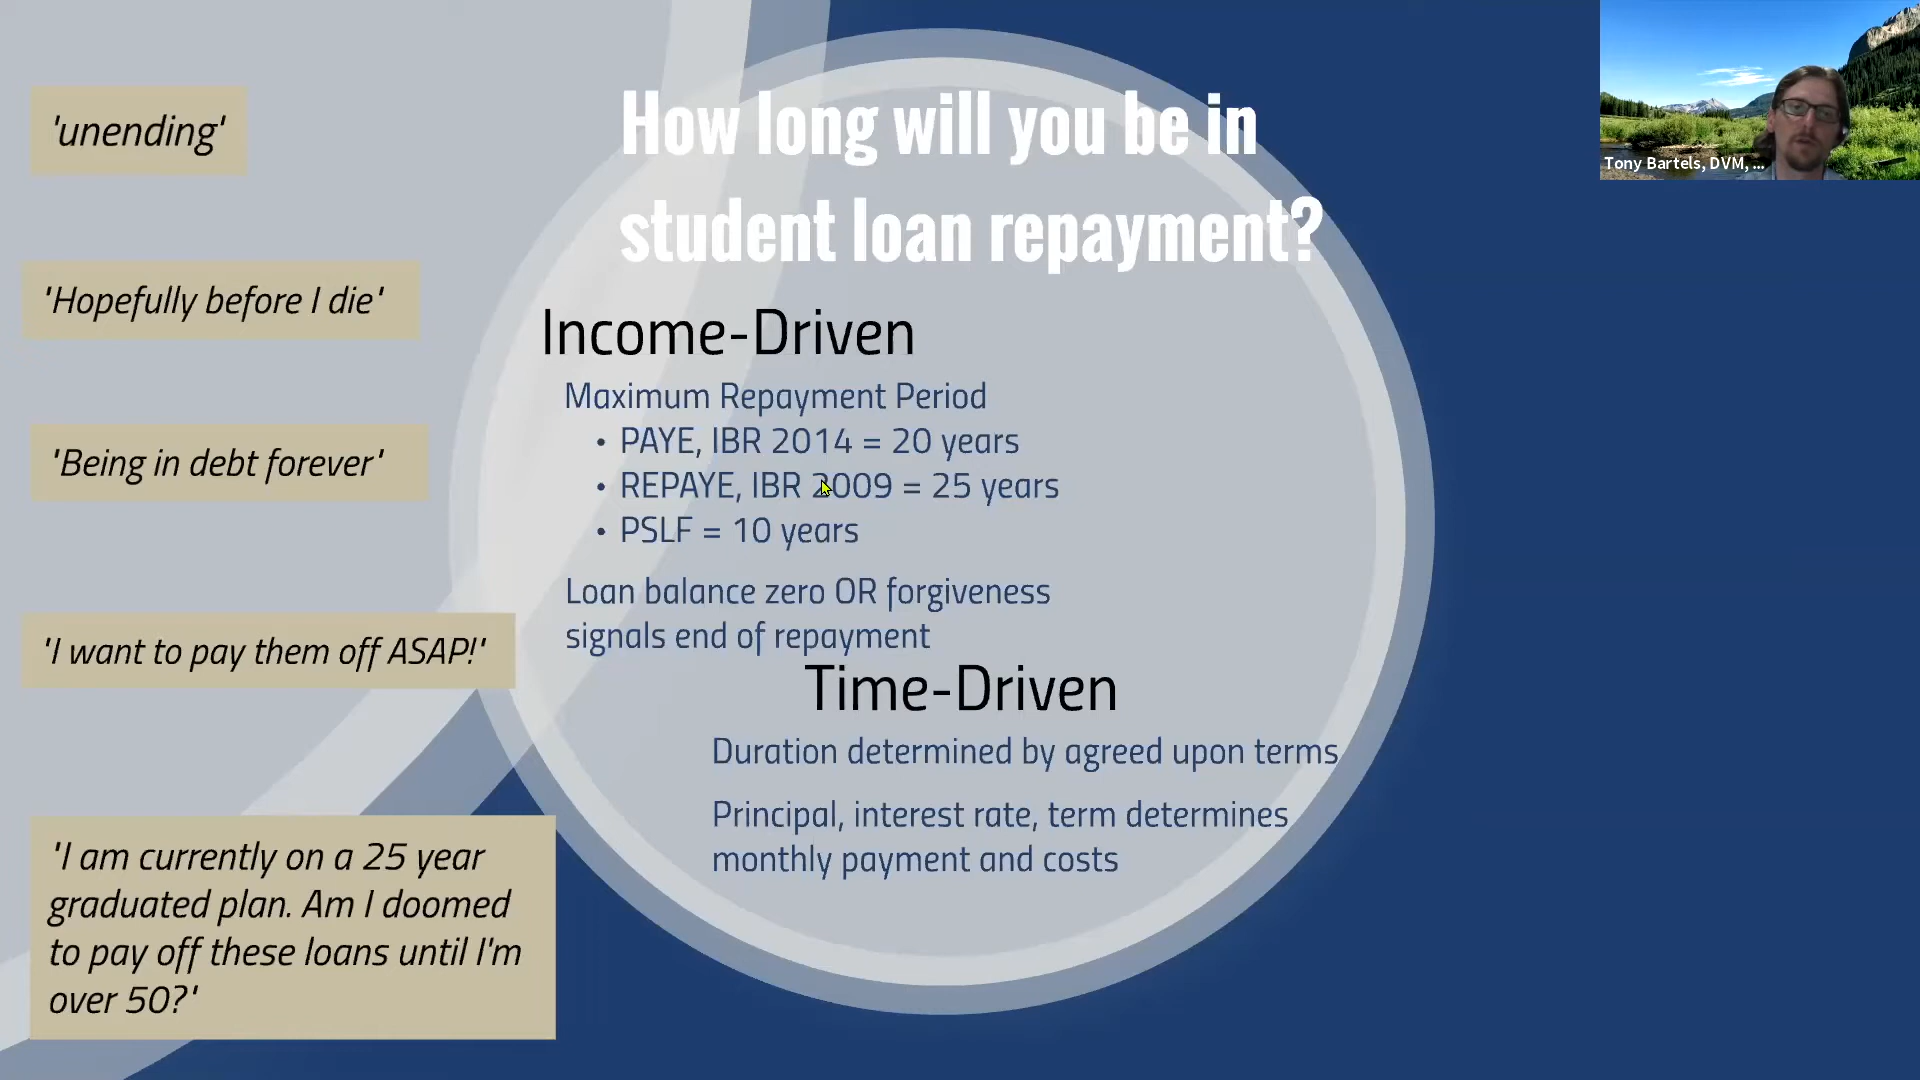 How long will you be in
student loan repayment?
'unending'
'Hopefully before I die'
'Being in debt forever'
'I want to pay them off ASAP!'
'I am currently on a 25 year
graduated plan. Am I doomed
to pay off these loans until I'm
over 50?'
Income-Driven
Maximum Repayment Period
• PAYE, IBR 2014 = 20 years
• REPAYE, IBR 2009 = 25 years
• PSLF = 10 years
Loan balance zero OR forgiveness
signals end of repayment
Time-Driven
Duration determined by agreed upon terms
Principal, interest rate, term determines
monthly payment and costs
Tony Bartels, DVM, ...